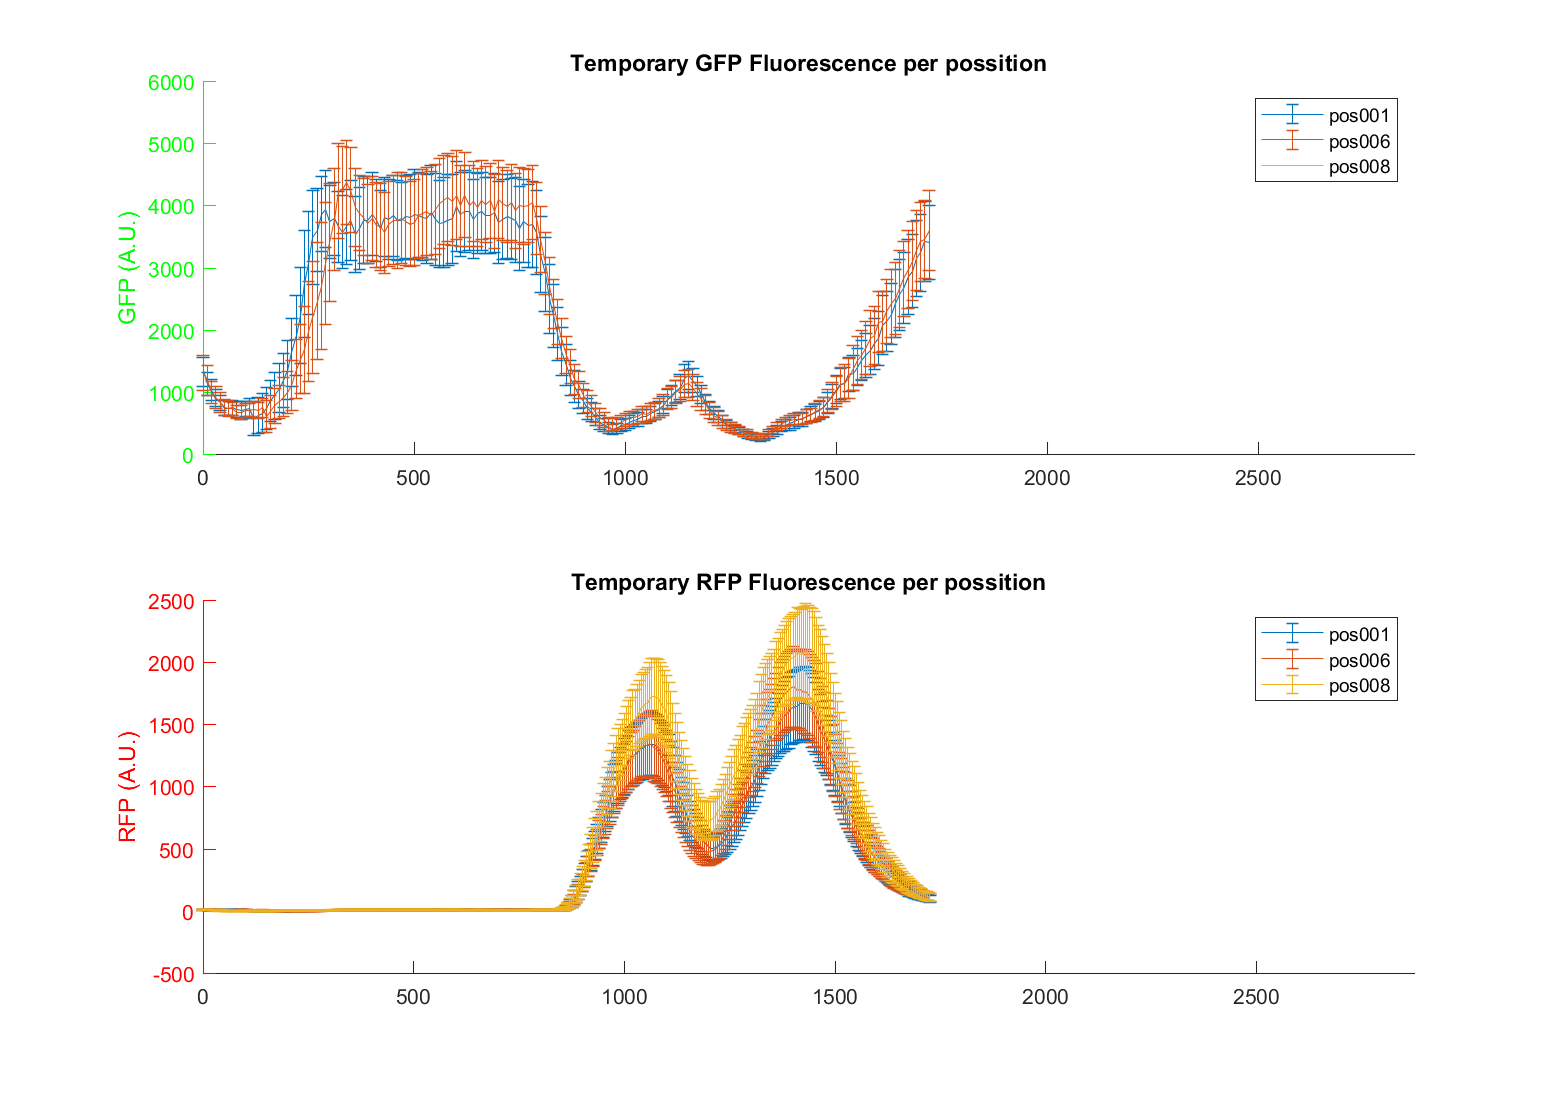 Temporary GFP Fluorescence per possition
GFP (A.U.)
6000
5000
4000
3000
2000
1000
0
0 500 1000 1500 2000 2500
pos001
pos006
pos008
Temporary RFP Fluorescence per possition
RFP (A.U.)
2500
2000
1500
1000
500
0
-500
0 500 1000 1500 2000 2500
pos001
pos006
pos008